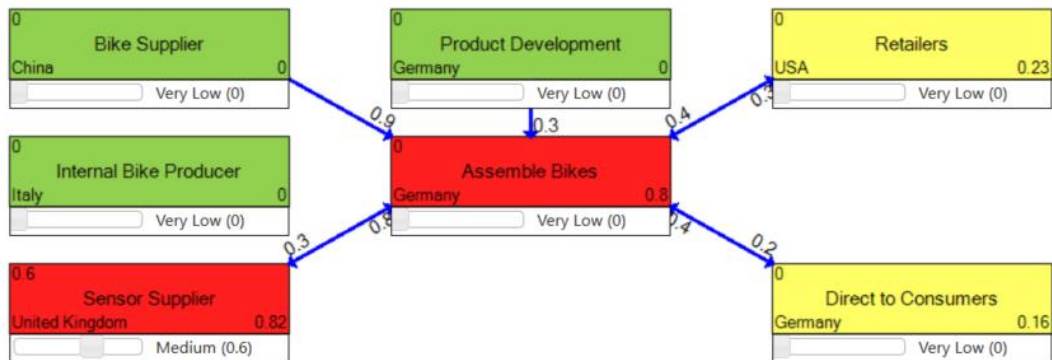 0
Bike Supplier
China 0
Very Low (0)
0
Product Development
Germany 0
Very Low (0)
0
Retailers
USA 0.23
Very Low (0)
0.9
0.3
0.4
0.3
Internal Bike Producer
Italy 0
Very Low (0)
0
Assemble Bikes
Germany 0.8
Very Low (0)
0.3
0.8
0.4
0.2
0.6
Sensor Supplier
United Kingdom 0.82
Medium (0.6)
0
Direct to Consumers
Germany 0.16
Very Low (0)